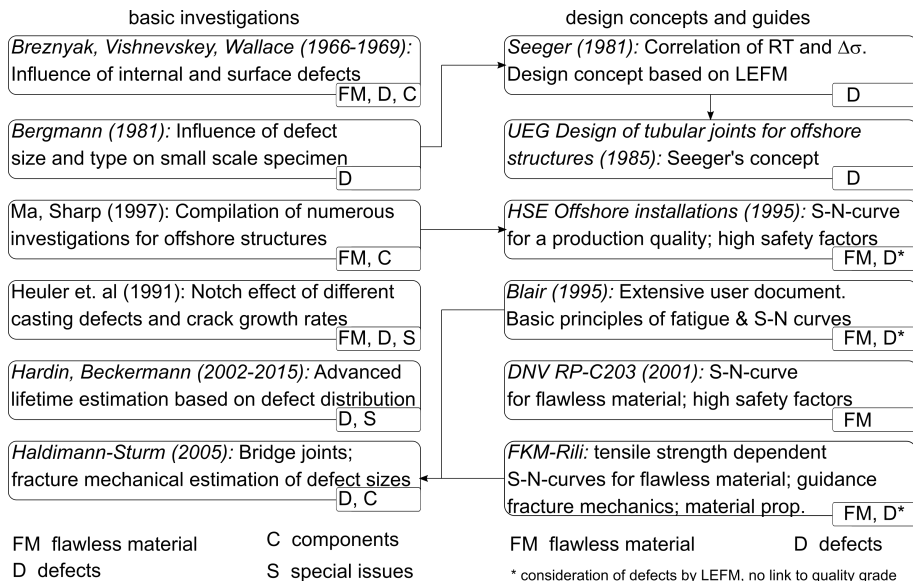 basic investigations
Breznyak, Vishnevskey, Wallace (1966-1969):
Influence of internal and surface defects
FM, D, C
Bergmann (1981): Influence of defect
size and type on small scale specimen
D
Ma, Sharp (1997): Compilation of numerous
investigations for offshore structures
FM, C
Heuler et. al (1991): Notch effect of different
casting defects and crack growth rates
FM, D, S
Hardin, Beckermann (2002-2015): Advanced
lifetime estimation based on defect distribution
D, S
Haldimann-Sturm (2005): Bridge joints;
fracture mechanical estimation of defect sizes
D, C
FM flawless material
C components
D defects
S special issues
design concepts and guides
Seeger (1981): Correlation of RT and Δσ.
Design concept based on LEFM
D
UEG Design of tubular joints for offshore
structures (1985): Seeger's concept
D
HSE Offshore installations (1995): S-N-curve
for a production quality; high safety factors
FM, D*
Blair (1995): Extensive user document.
Basic principles of fatigue & S-N curves
FM, D*
DNV RP-C203 (2001): S-N-curve
for flawless material; high safety factors
FM
FKM-Rili: tensile strength dependent
S-N-curves for flawless material; guidance
fracture mechanics; material prop.
FM, D*
FM flawless material
D defects
* consideration of defects by LEFM, no link to quality grade